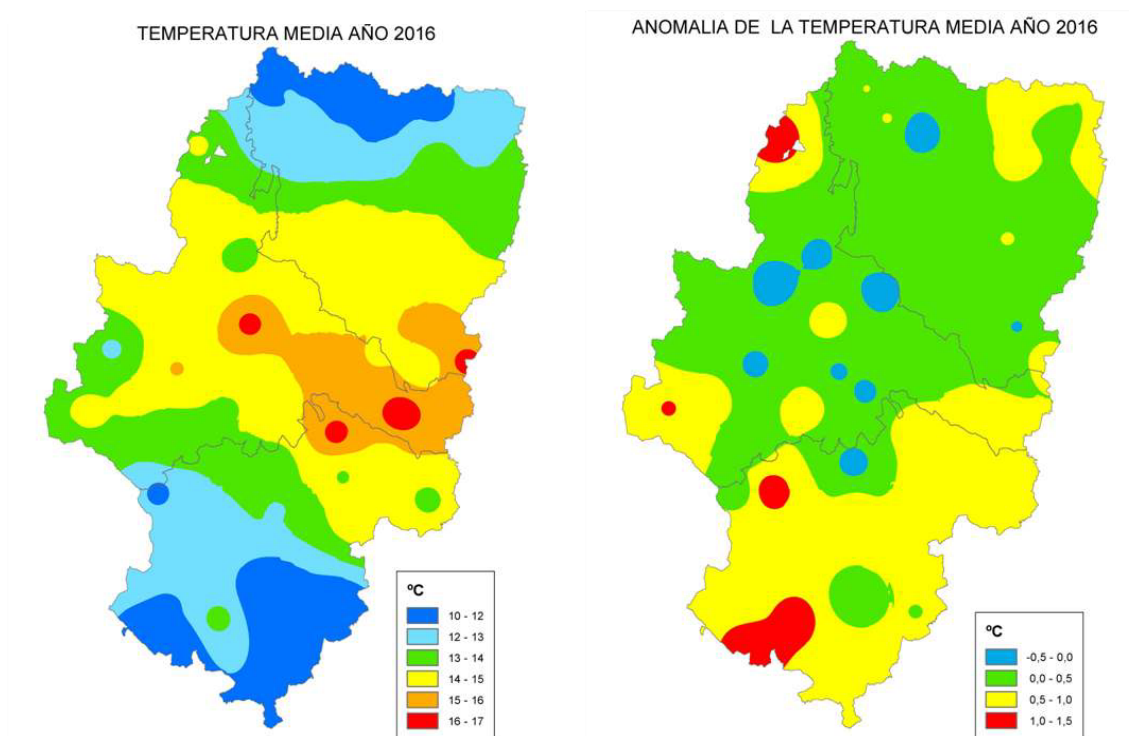 TEMPERATURA MEDIA AÑO 2016
ºC
10 - 12
12 - 13
13 - 14
14 - 15
15 - 16
16 - 17
ANOMALIA DE LA TEMPERATURA MEDIA AÑO 2016
ºC
-0,5 - 0,0
0,0 - 0,5
0,5 - 1,0
1,0 - 1,5